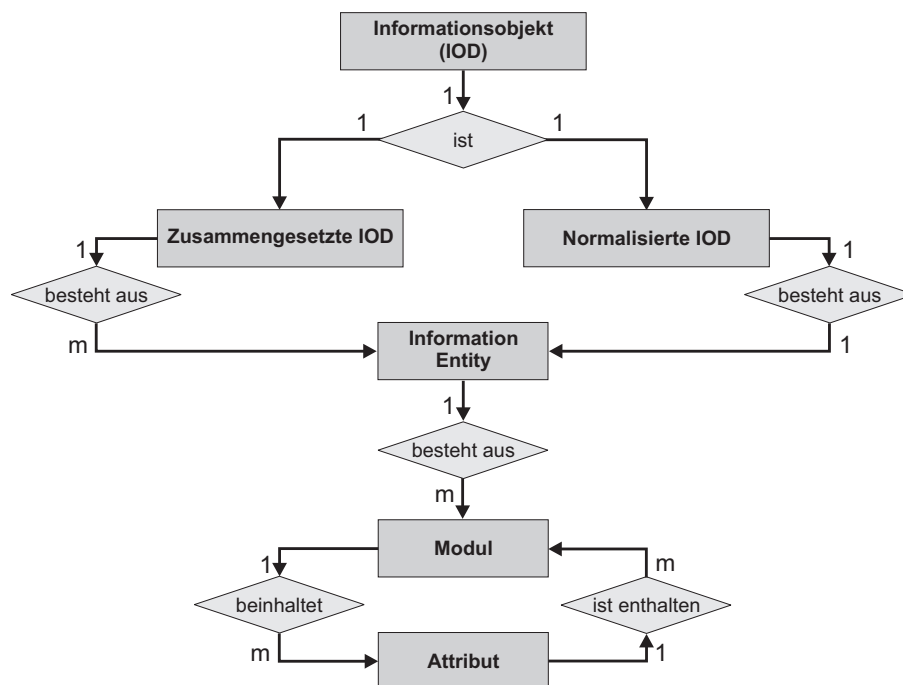 Informationsobjekt
(IOD)
1
1
ist
1
Zusammengesetzte IOD
Normalisierte IOD
1
1
besteht aus
besteht aus
m
Information
Entity
1
1
besteht aus
m
Modul
1
m
beinhaltet
ist enthalten
m
Attribut
1